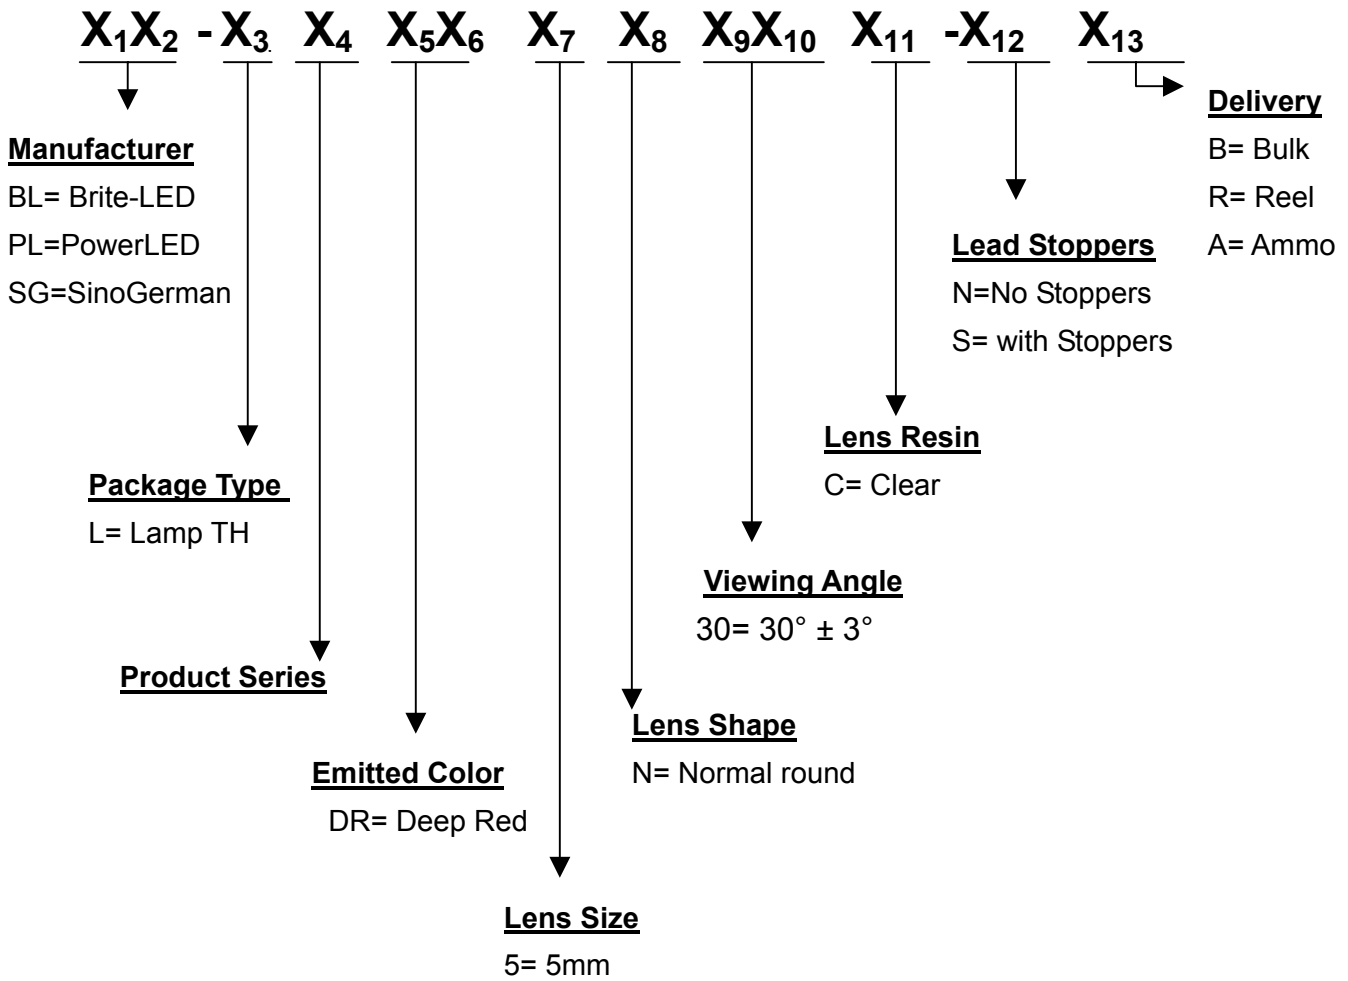 X₁X₂ - X₃ X₄ X₅X₆ X₇ X₈ X₉X₁₀ X₁₁ -X₁₂ X₁₃
Manufacturer
BL= Brite-LED
PL=PowerLED
SG=SinoGerman
Package Type
L= Lamp TH
Product Series
Emitted Color
DR= Deep Red
Lens Size
5= 5mm
Lens Shape
N= Normal round
Viewing Angle
30= 30° ± 3°
Lens Resin
C= Clear
Lead Stoppers
N=No Stoppers
S= with Stoppers
Delivery
B= Bulk
R= Reel
A= Ammo